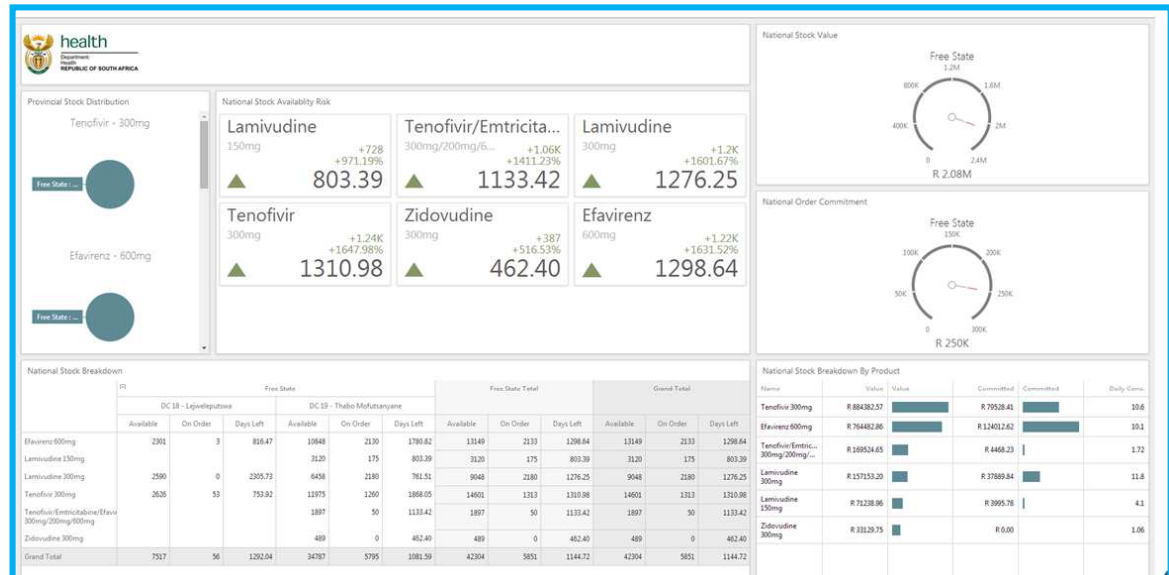 health
Department:
Health
REPUBLIC OF SOUTH AFRICA
Provincial Stock Distribution
Tenofivir - 300mg
Free State : ...
Efavirenz - 600mg
Free State : ...
National Stock Availablity Risk
Lamivudine
150mg
+728
+971.19%
803.39
Tenofivir/Emtricita...
300mg/200mg/6...
+1.06K
+1411.23%
1133.42
Lamivudine
300mg
+1.2K
+1601.67%
1276.25
Tenofivir
300mg
+1.24K
+1647.98%
1310.98
Zidovudine
300mg
+387
+516.53%
462.40
Efavirenz
600mg
+1.22K
+1631.52%
1298.64
National Stock Value
Free State
1.2M
800K 1.6M
400K 2M
0 2.4M
R 2.08M
National Order Commitment
Free State
150K
100K 200K
50K 250K
0 300K
R 250K
National Stock Breakdown
Free State Free State Total Grand Total
DC 18 - Lejweleputswa DC 19 - Thabo Mofutsanyane
Available On Order Days Left Available On Order Days Left Available On Order Days Left Available On Order Days Left
Efavirenz 600mg 2301 3 816.47 10848 2130 1780.82 13149 2133 1298.64 13149 2133 1298.64
Lamivudine 150mg 3120 175 803.39 3120 175 803.39 3120 175 803.39
Lamivudine 300mg 2590 0 2305.73 6458 2180 761.51 9048 2180 1276.25 9048 2180 1276.25
Tenofivir 300mg 2626 53 753.92 11975 1260 1868.05 14601 1313 1310.98 14601 1313 1310.98
Tenofivir/Emtricitabine/Efavir
300mg/200mg/600mg 1897 50 1133.42 1897 50 1133.42 1897 50 1133.42
Zidovudine 300mg 489 0 462.40 489 0 462.40 489 0 462.40
Grand Total 7517 56 1292.04 34787 5795 1081.59 42304 5851 1144.72 42304 5851 1144.72
National Stock Breakdown By Product
Name Value Value Committed Committed Daily Cons.
Tenofivir 300mg R 884382.57 R 79528.41 10.6
Efavirenz 600mg R 764482.86 R 124012.62 10.1
Tenofivir/Emtric...
300mg/200mg/... R 169524.65 R 4468.23 1.72
Lamivudine
300mg R 157153.20 R 37869.84 11.8
Lamivudine
150mg R 71238.96 R 3995.78 4.1
Zidovudine
300mg R 33129.75 R 0.00 1.06